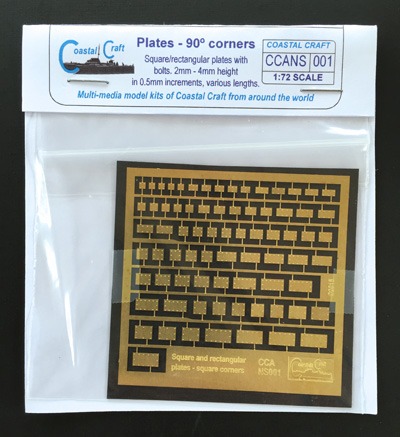 Coastal Craft
Plates - 90º corners
Square/rectangular plates with
bolts. 2mm - 4mm height
in 0.5mm increments, various lengths.
COASTAL CRAFT
CCANS 001
1:72 SCALE
Multi-media model kits of Coastal Craft from around the world
Square and rectangular
plates - square corners
CCA
NS001
Coastal Craft